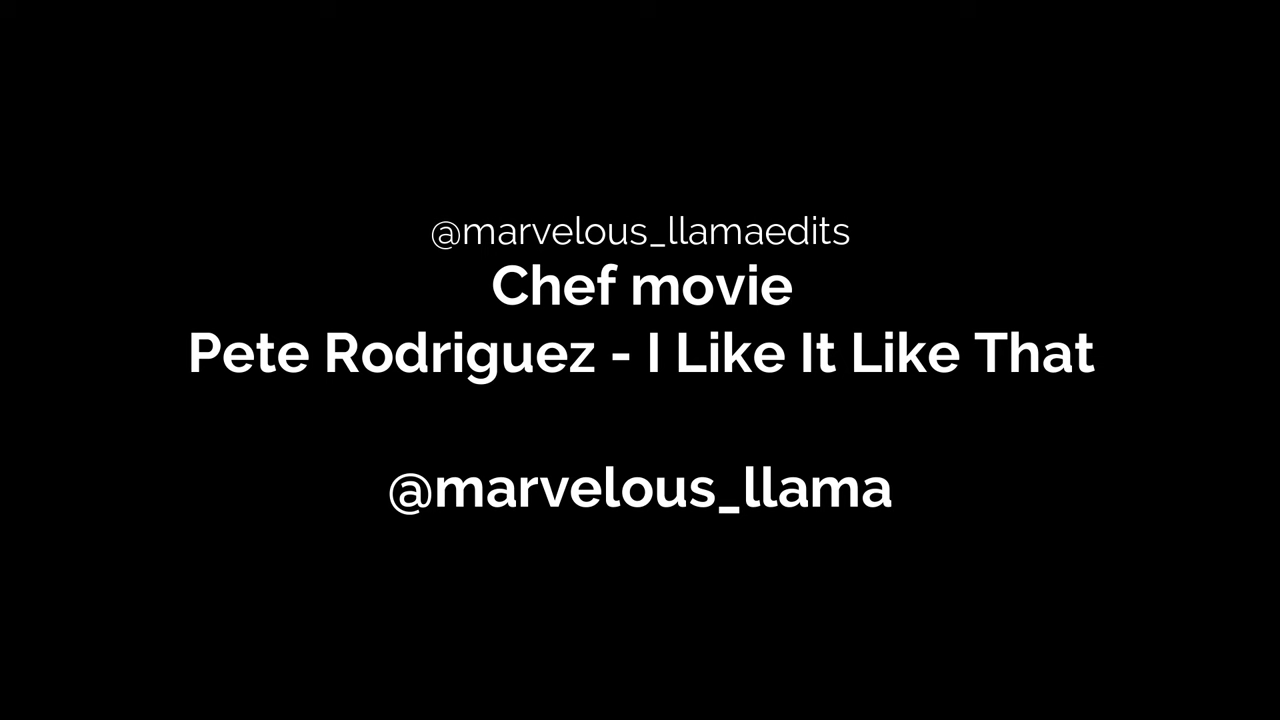 @marvelous_llamaedits
Chef movie
Pete Rodriguez - I Like It Like That
@marvelous_llama